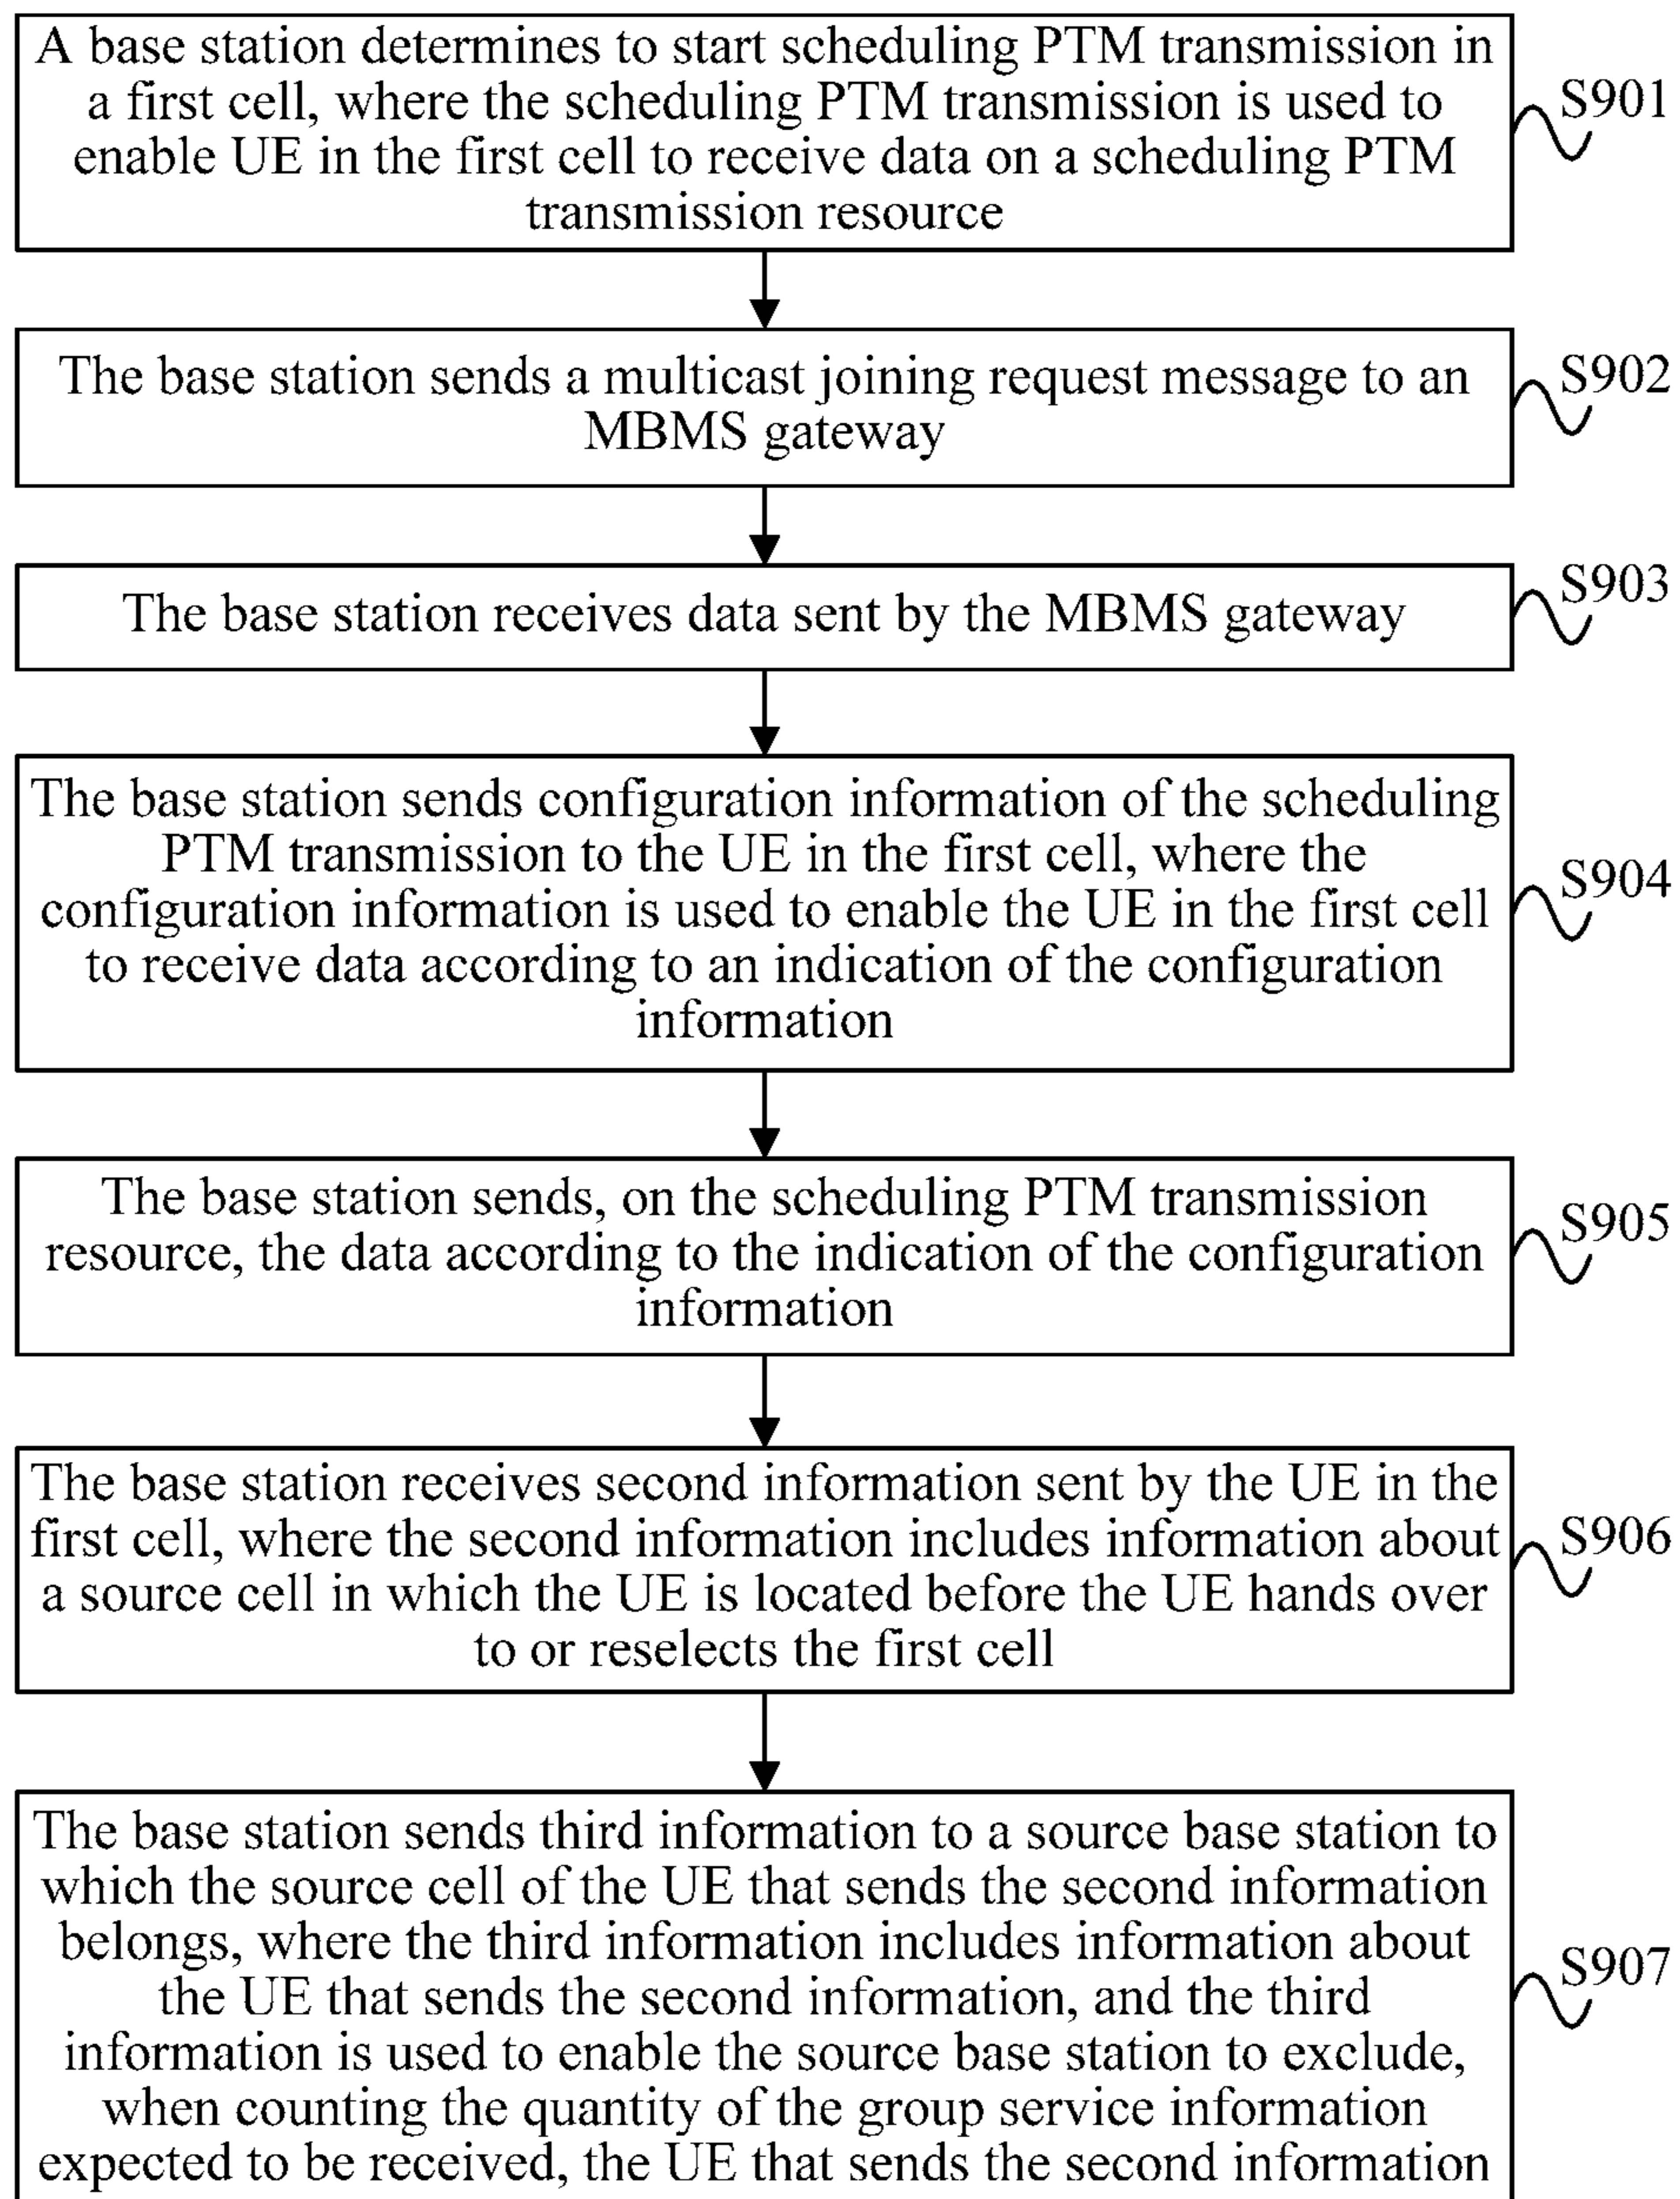 A base station determines to start scheduling PTM transmission in
a first cell, where the scheduling PTM transmission is used to
enable UE in the first cell to receive data on a scheduling PTM
transmission resource
S901
The base station sends a multicast joining request message to an
MBMS gateway
S902
The base station receives data sent by the MBMS gateway
S903
The base station sends configuration information of the scheduling
PTM transmission to the UE in the first cell, where the
configuration information is used to enable the UE in the first cell
to receive data according to an indication of the configuration
information
S904
The base station sends, on the scheduling PTM transmission
resource, the data according to the indication of the configuration
information
S905
The base station receives second information sent by the UE in the
first cell, where the second information includes information about
a source cell in which the UE is located before the UE hands over
to or reselects the first cell
S906
The base station sends third information to a source base station to
which the source cell of the UE that sends the second information
belongs, where the third information includes information about
the UE that sends the second information, and the third
information is used to enable the source base station to exclude,
when counting the quantity of the group service information
expected to be received, the UE that sends the second information
S907